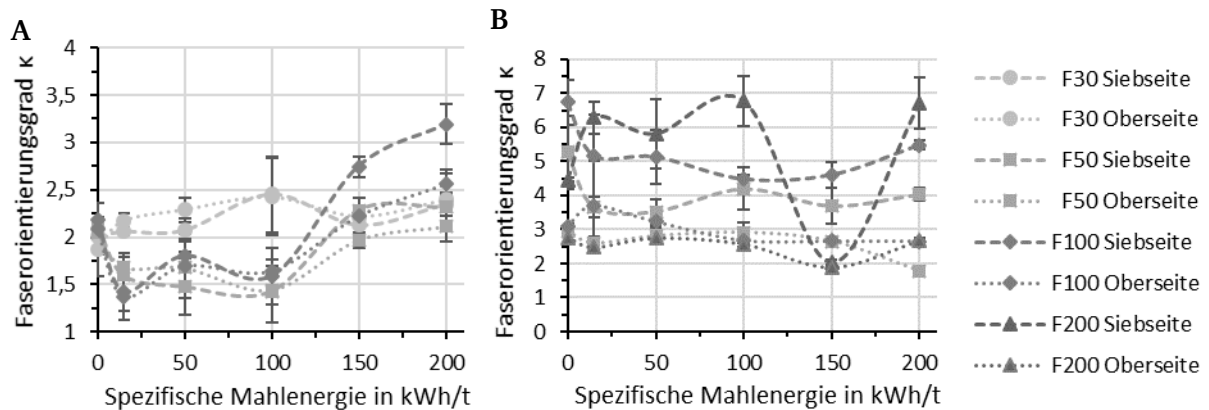 A
Faserorientierungsgrad κ
4
3,5
3
2,5
2
1,5
1
0
50
100
150
200
Spezifische Mahlenergie in kWh/t
B
Faserorientierungsgrad κ
8
7
6
5
4
3
2
1
0
0
50
100
150
200
Spezifische Mahlenergie in kWh/t
F30 Siebseite
F30 Oberseite
F50 Siebseite
F50 Oberseite
F100 Siebseite
F100 Oberseite
F200 Siebseite
F200 Oberseite